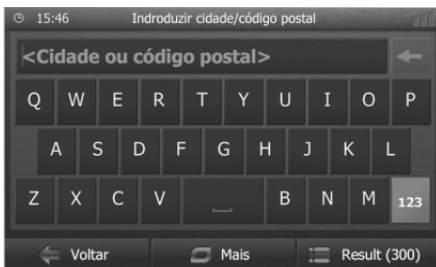 15:46 Indroduzir cidade/código postal
<Cidade ou código postal>
Q W E R T Y U I O P
A S D F G H J K L
Z X C V B N M 123
Voltar Mais Result (300)